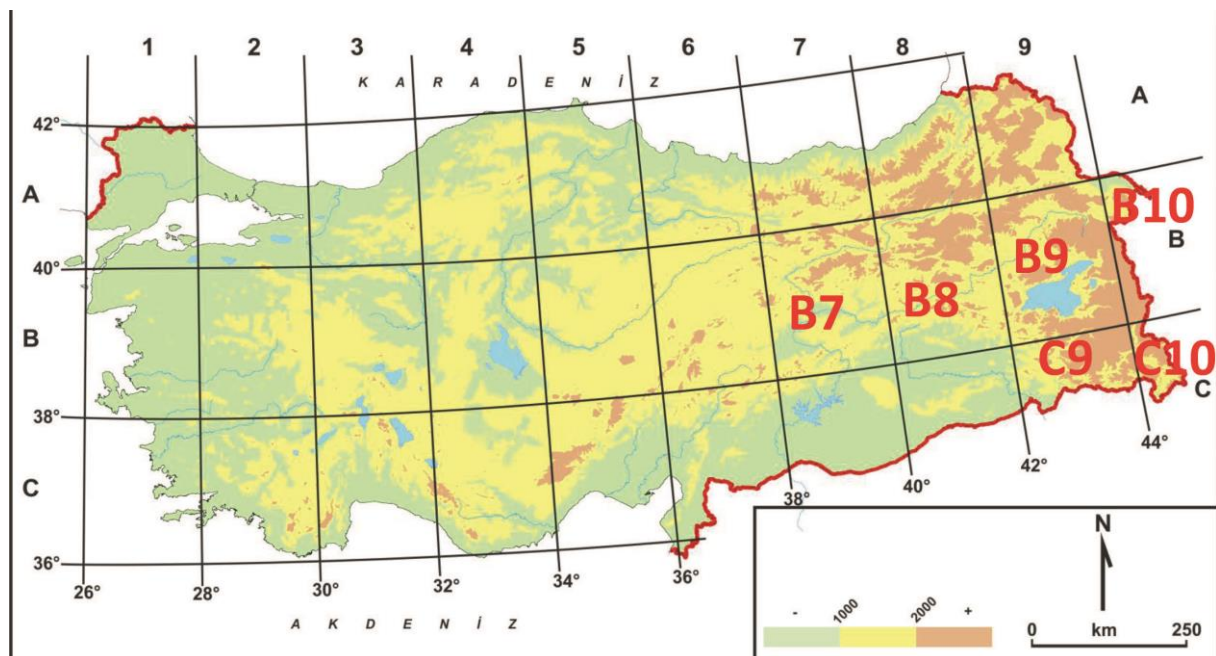 1 2 3 4 5 6 7 8 9
K A R A D E N İ Z
A
42°
A
B10
B
40°
B9
B7 B8
B
C9 C10
C
38°
44°
42°
40°
C
38°
N
36°
36°
26° 28° 30° 32° 34°
- 1000 2000 +
A K D E N İ Z
0 km 250